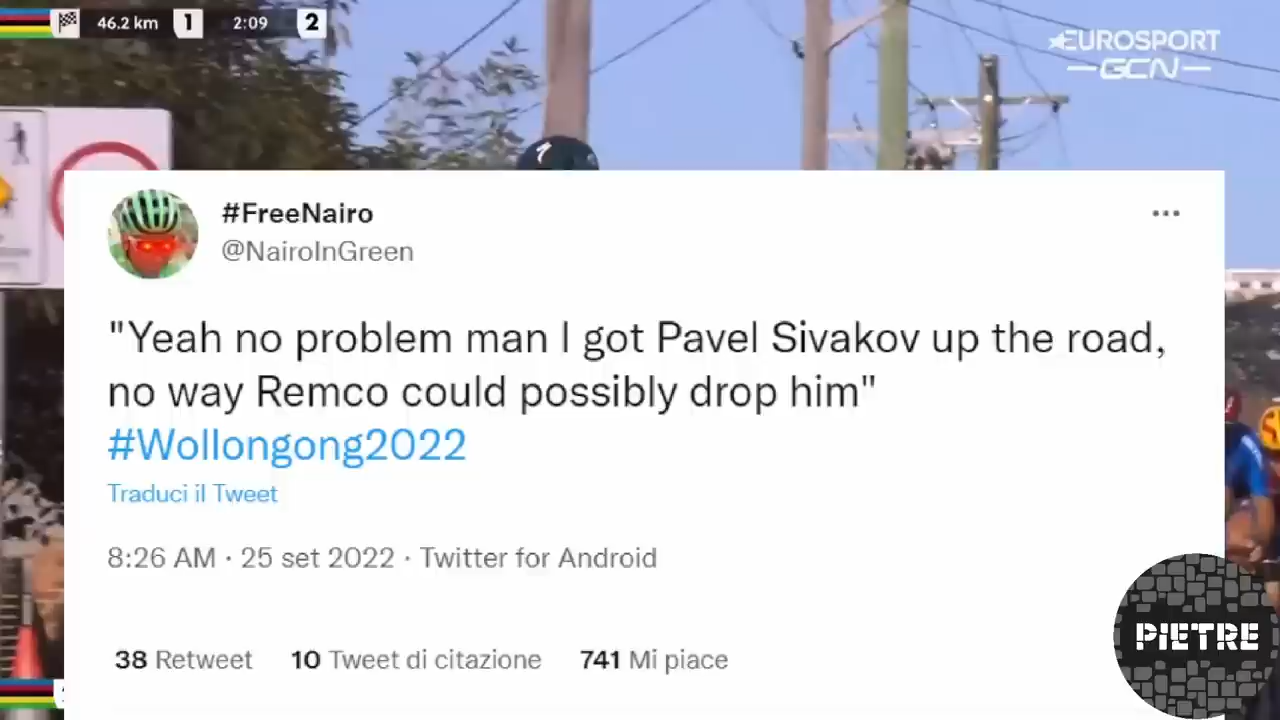 46.2 km 1 2:09 2
EUROSPORT
GCN
#FreeNairo
@NairoInGreen
"Yeah no problem man I got Pavel Sivakov up the road,
no way Remco could possibly drop him"
#Wollongong2022
Traduci il Tweet
8:26 AM · 25 set 2022 · Twitter for Android
38 Retweet 10 Tweet di citazione 741 Mi piace
PIETRE